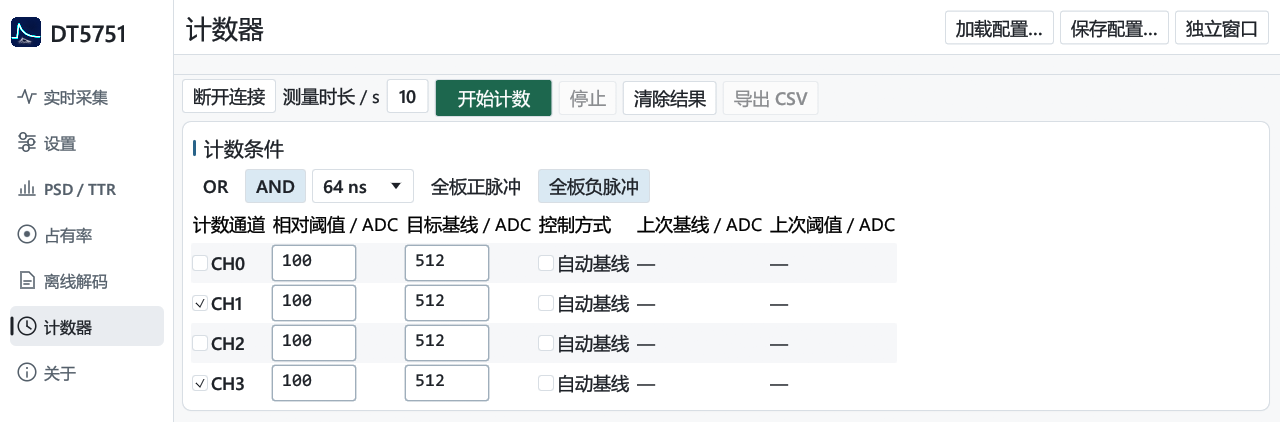 DT5751
实时采集
设置
PSD / TTR
占有率
离线解码
计数器
关于
计数器
加载配置... 保存配置... 独立窗口
断开连接 测量时长 / s 10 开始计数 停止 清除结果 导出 CSV
计数条件
OR AND 64 ns 全板正脉冲 全板负脉冲
计数通道 相对阈值 / ADC 目标基线 / ADC 控制方式 上次基线 / ADC 上次阈值 / ADC
CH0 100 512 自动基线 — —
CH1 100 512 自动基线 — —
CH2 100 512 自动基线 — —
CH3 100 512 自动基线 — —